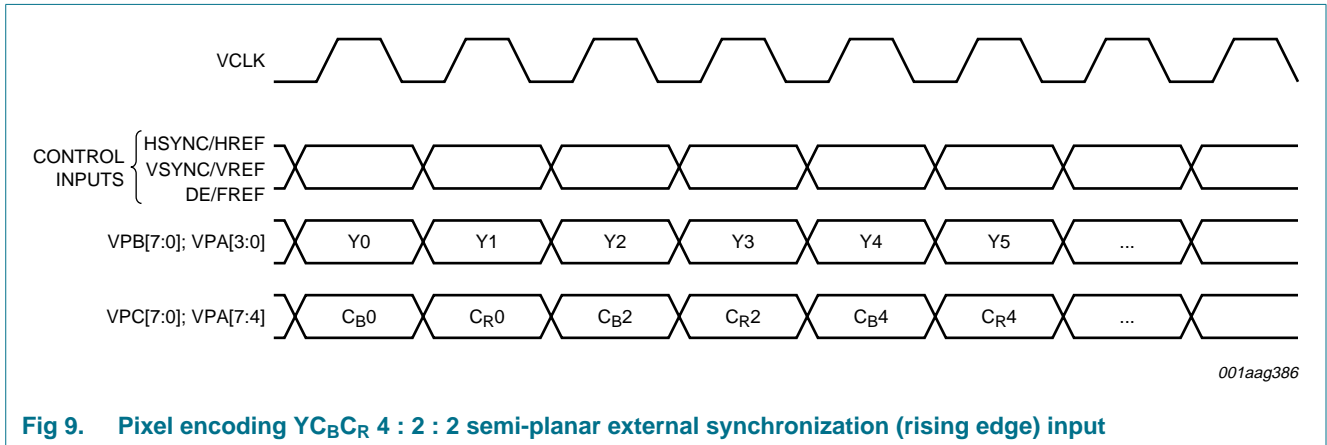 VCLK
CONTROL INPUTS
HSYNC/HREF
VSYNC/VREF
DE/FREF
VPB[7:0]; VPA[3:0] Y0 Y1 Y2 Y3 Y4 Y5 ...
VPC[7:0]; VPA[7:4] CB0 CR0 CB2 CR2 CB4 CR4 ...
001aag386
Fig 9. Pixel encoding YCBCR 4 : 2 : 2 semi-planar external synchronization (rising edge) input